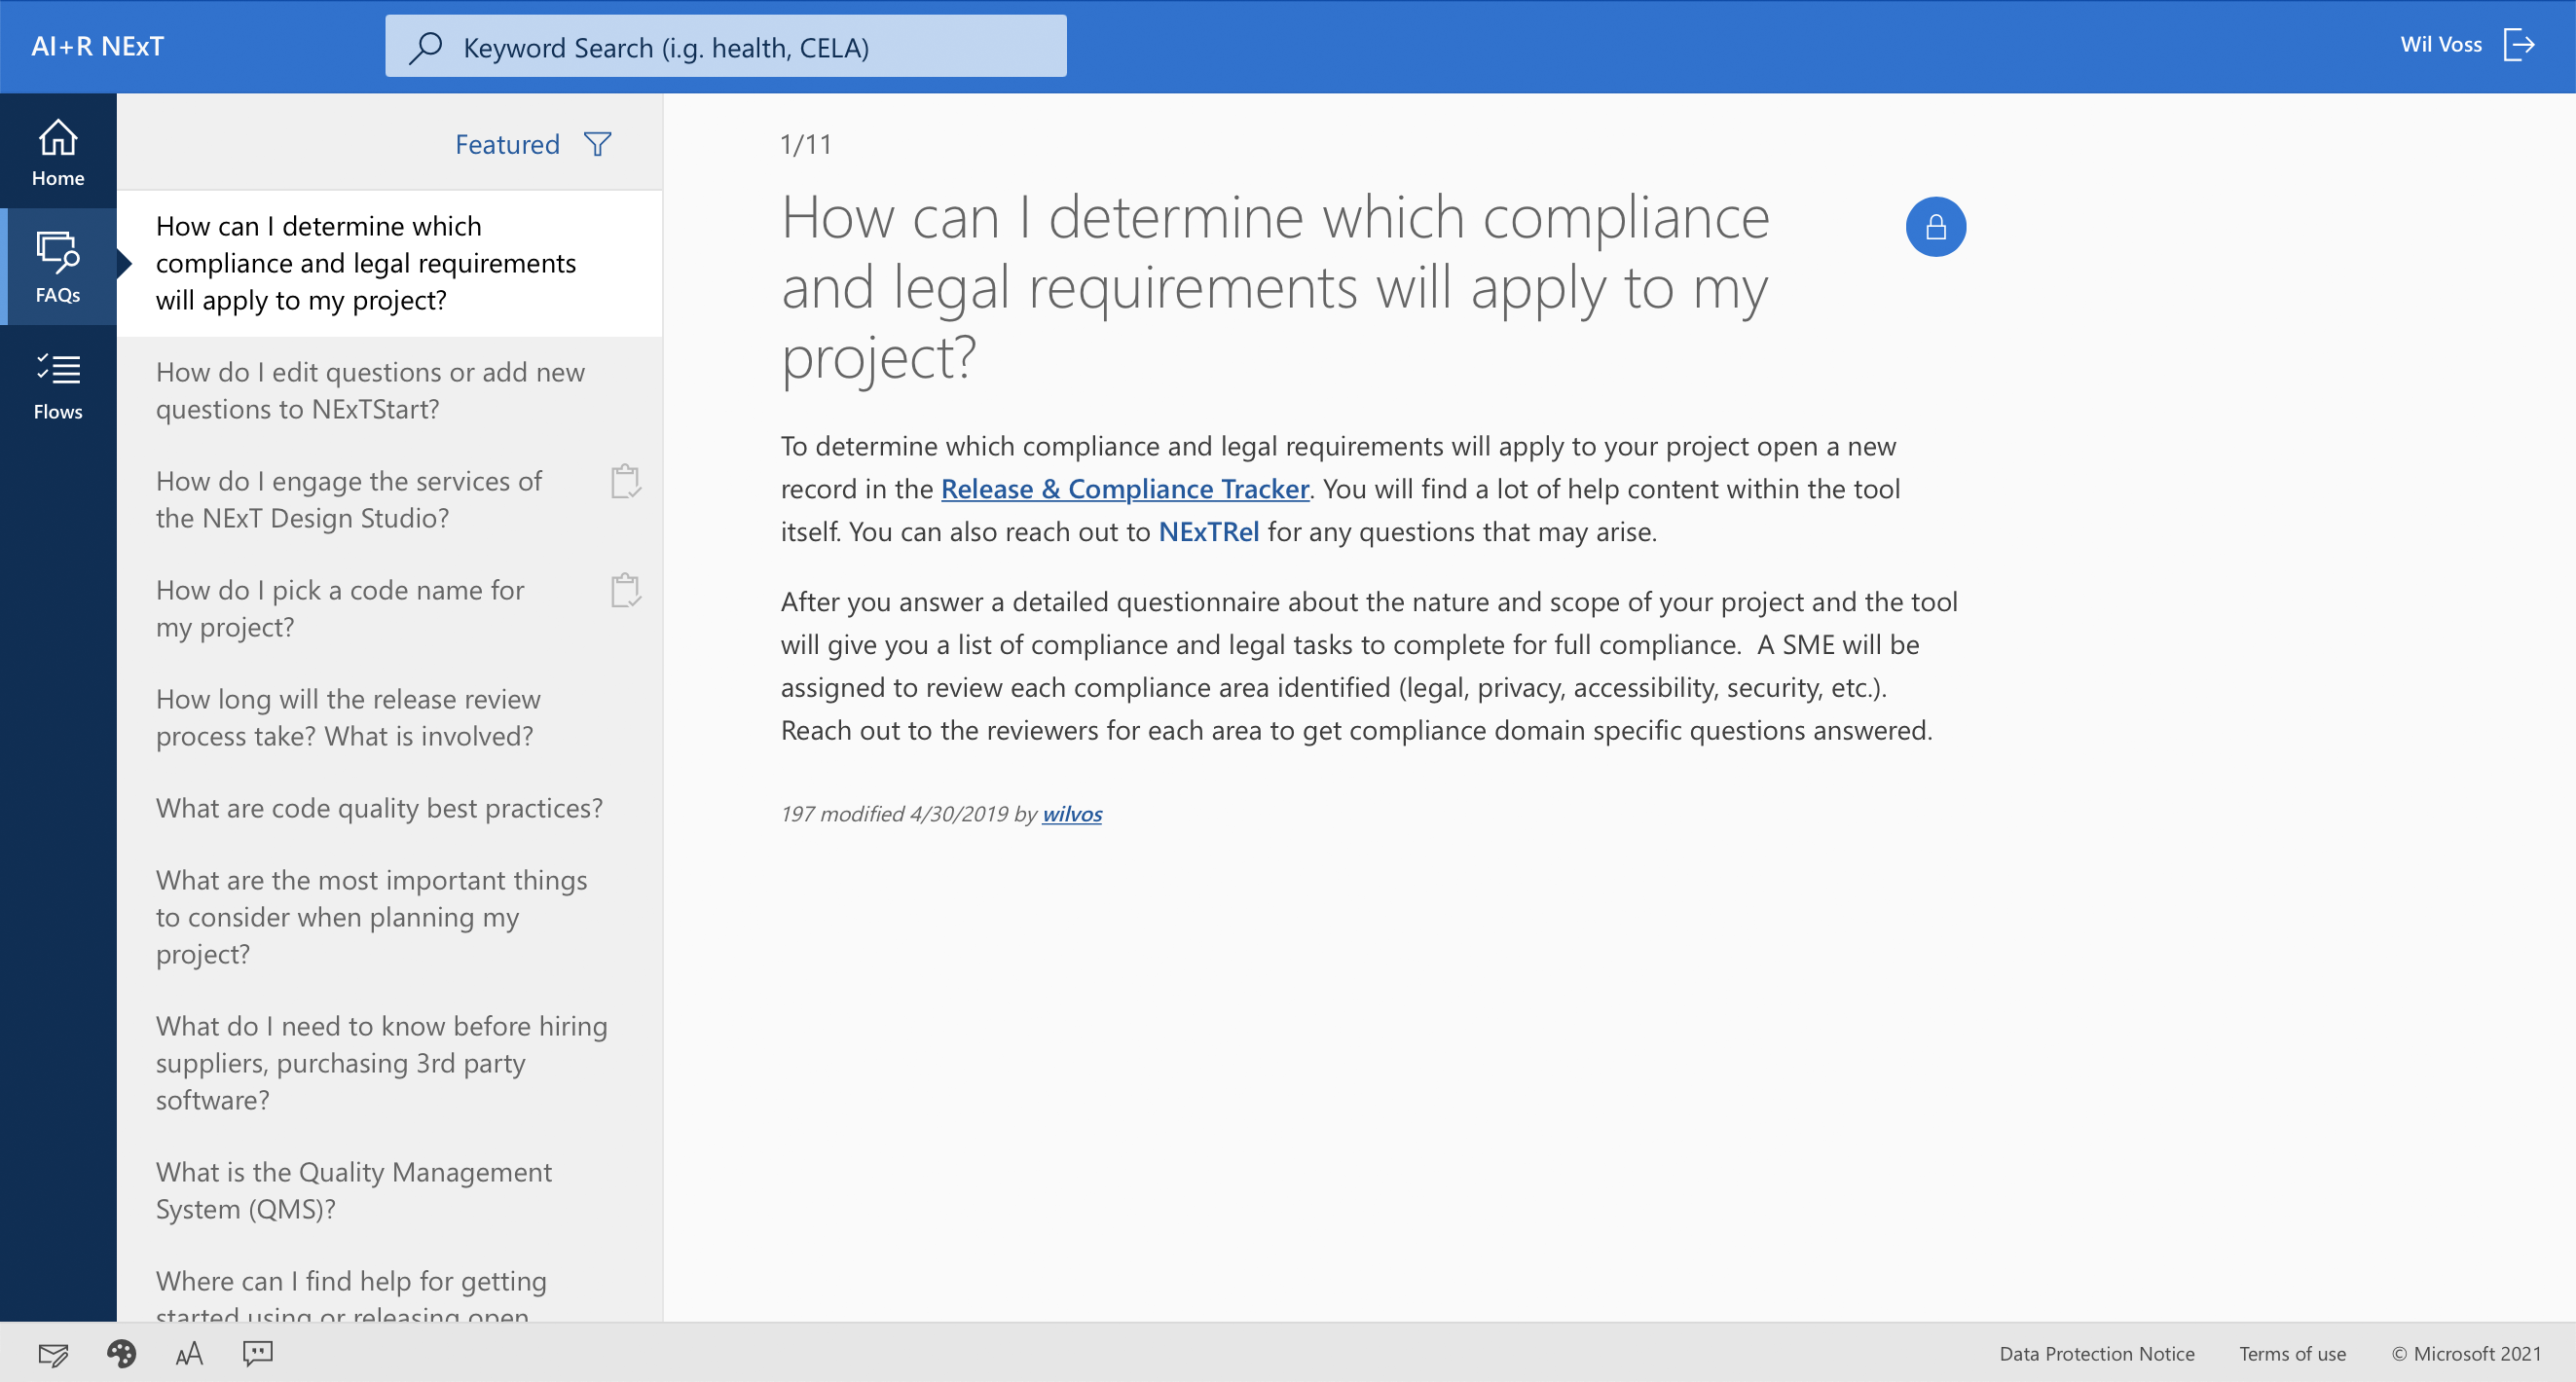 AI+R NExT
Keyword Search (i.g. health, CELA)
Wil Voss
Home
FAQs
Flows
Featured
How can I determine which
compliance and legal requirements
will apply to my project?
How do I edit questions or add new
questions to NExTStart?
How do I engage the services of
the NExT Design Studio?
How do I pick a code name for
my project?
How long will the release review
process take? What is involved?
What are code quality best practices?
What are the most important things
to consider when planning my
project?
What do I need to know before hiring
suppliers, purchasing 3rd party
software?
What is the Quality Management
System (QMS)?
Where can I find help for getting
started using or releasing open
1/11
How can I determine which compliance
and legal requirements will apply to my
project?
To determine which compliance and legal requirements will apply to your project open a new
record in the Release & Compliance Tracker. You will find a lot of help content within the tool
itself. You can also reach out to NExTRel for any questions that may arise.
After you answer a detailed questionnaire about the nature and scope of your project and the tool
will give you a list of compliance and legal tasks to complete for full compliance.  A SME will be
assigned to review each compliance area identified (legal, privacy, accessibility, security, etc.).
Reach out to the reviewers for each area to get compliance domain specific questions answered.
197 modified 4/30/2019 by wilvos
Data Protection Notice
Terms of use
© Microsoft 2021